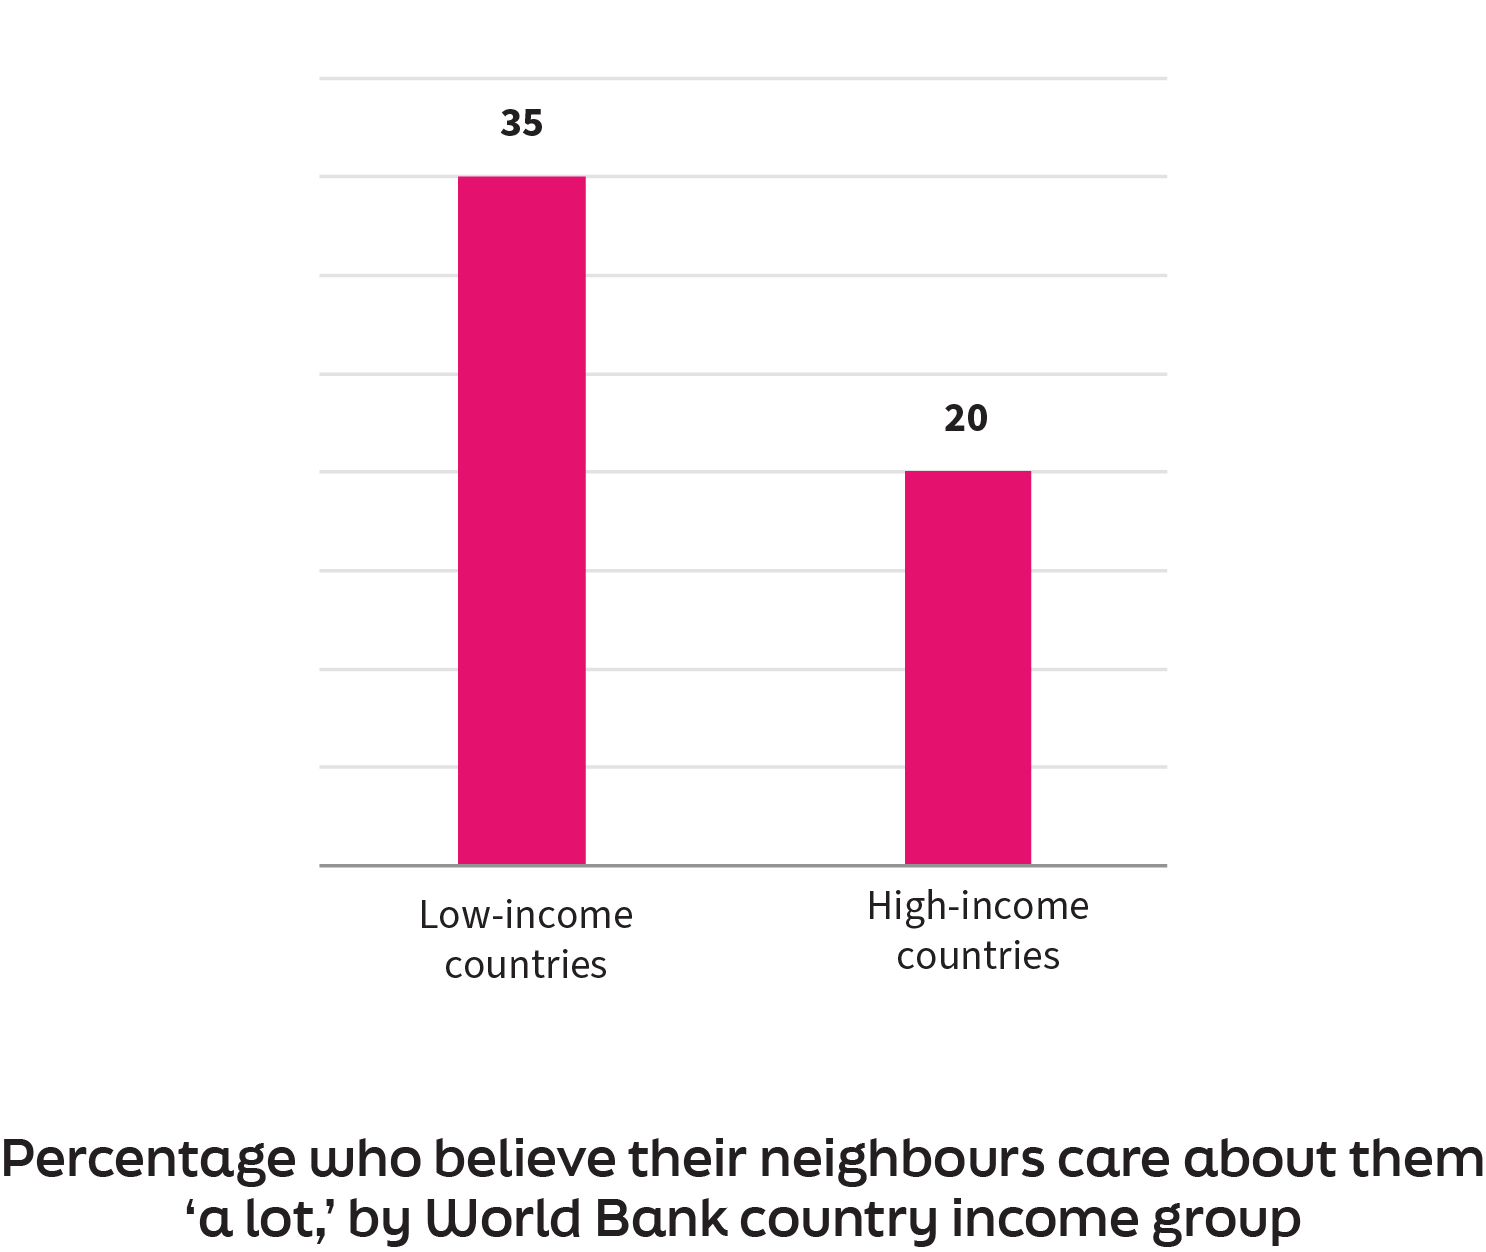 35
20
Low-income
countries
High-income
countries
Percentage who believe their neighbours care about them
‘a lot,’ by World Bank country income group